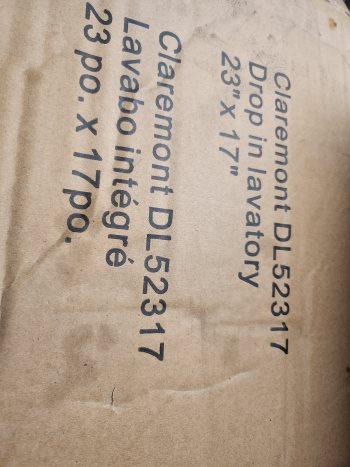 Claremont DL52317
Drop in lavatory
23"x 17"
Claremont DL52317
Lavabo intégré
23 po. x 17po.